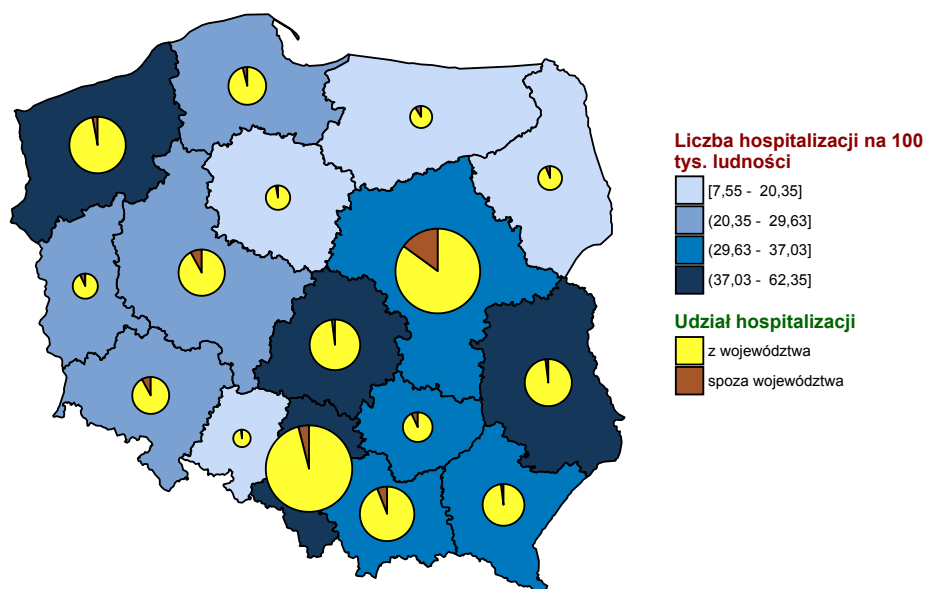 Liczba hospitalizacji na 100
tys. ludności
[7,55 - 20,35]
(20,35 - 29,63]
(29,63 - 37,03]
(37,03 - 62,35]
Udział hospitalizacji
z województwa
spoza województwa